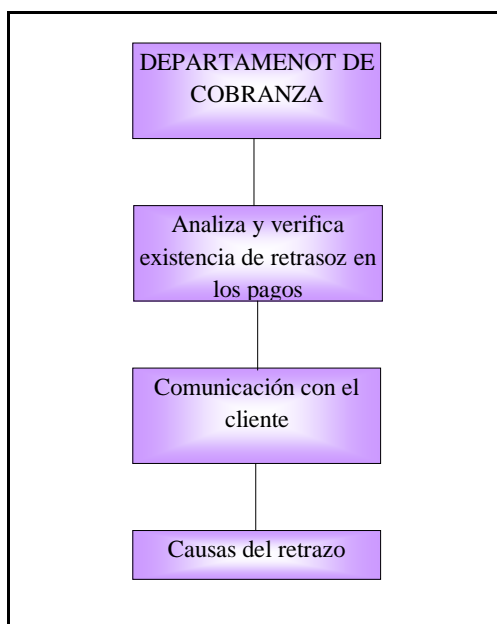 DEPARTAMENOT DE
COBRANZA
Analiza y verifica
existencia de retrasoz en
los pagos
Comunicación con el
cliente
Causas del retrazo